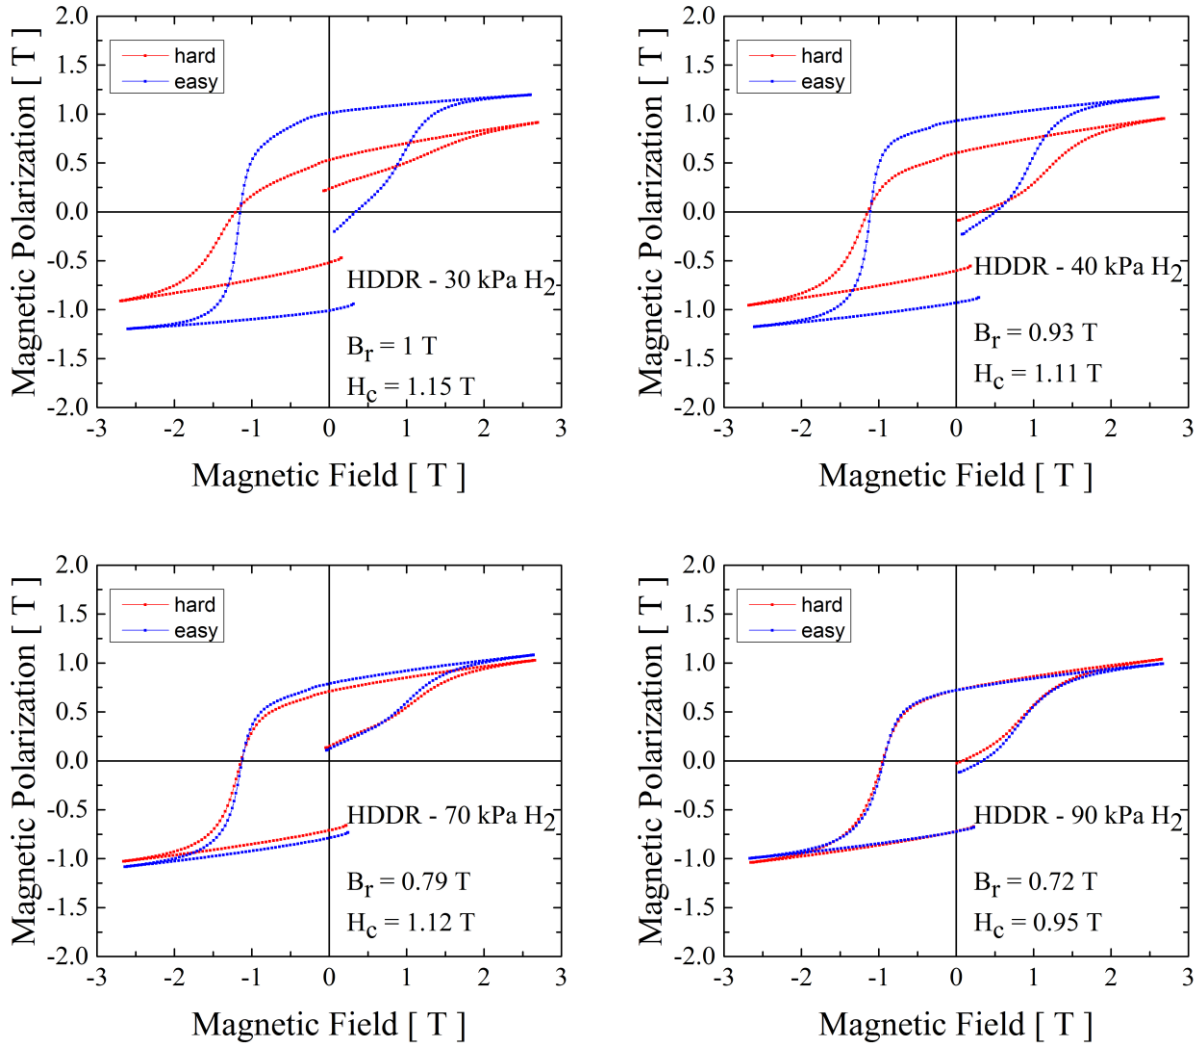 2.0
1.5
1.0
0.5
0.0
-0.5
-1.0
-1.5
-2.0
Magnetic Polarization [ T ]
hard
easy
HDDR - 30 kPa H2
Br = 1 T
Hc = 1.15 T
-3 -2 -1 0 1 2 3
Magnetic Field [ T ]
2.0
1.5
1.0
0.5
0.0
-0.5
-1.0
-1.5
-2.0
Magnetic Polarization [ T ]
hard
easy
HDDR - 40 kPa H2
Br = 0.93 T
Hc = 1.11 T
-3 -2 -1 0 1 2 3
Magnetic Field [ T ]
2.0
1.5
1.0
0.5
0.0
-0.5
-1.0
-1.5
-2.0
Magnetic Polarization [ T ]
hard
easy
HDDR - 70 kPa H2
Br = 0.79 T
Hc = 1.12 T
-3 -2 -1 0 1 2 3
Magnetic Field [ T ]
2.0
1.5
1.0
0.5
0.0
-0.5
-1.0
-1.5
-2.0
Magnetic Polarization [ T ]
hard
easy
HDDR - 90 kPa H2
Br = 0.72 T
Hc = 0.95 T
-3 -2 -1 0 1 2 3
Magnetic Field [ T ]